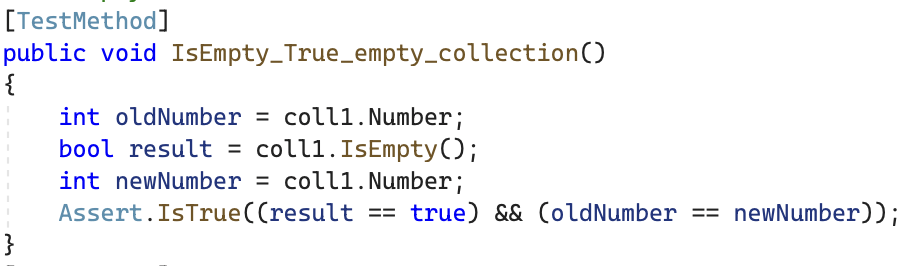 [TestMethod]
public void IsEmpty_True_empty_collection()
{
    int oldNumber = coll1.Number;
    bool result = coll1.IsEmpty();
    int newNumber = coll1.Number;
    Assert.IsTrue((result == true) && (oldNumber == newNumber));
}